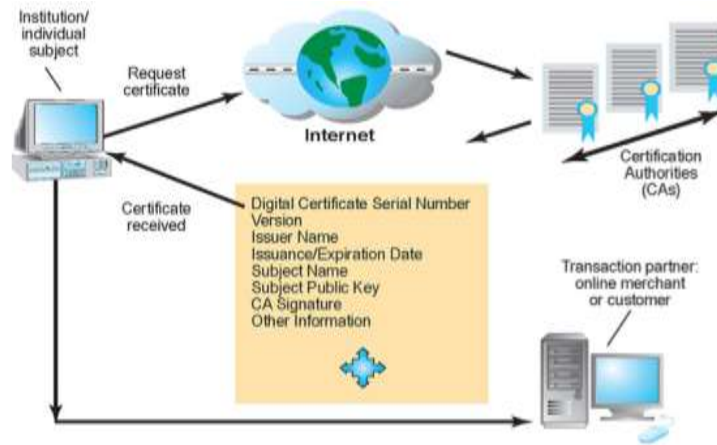 Institution/
individual
subject
Request
certificate
Internet
Certification
Authorities
(CAs)
Certificate
received
Digital Certificate Serial Number
Version
Issuer Name
Issuance/Expiration Date
Subject Name
Subject Public Key
CA Signature
Other Information
Transaction partner:
online merchant
or customer